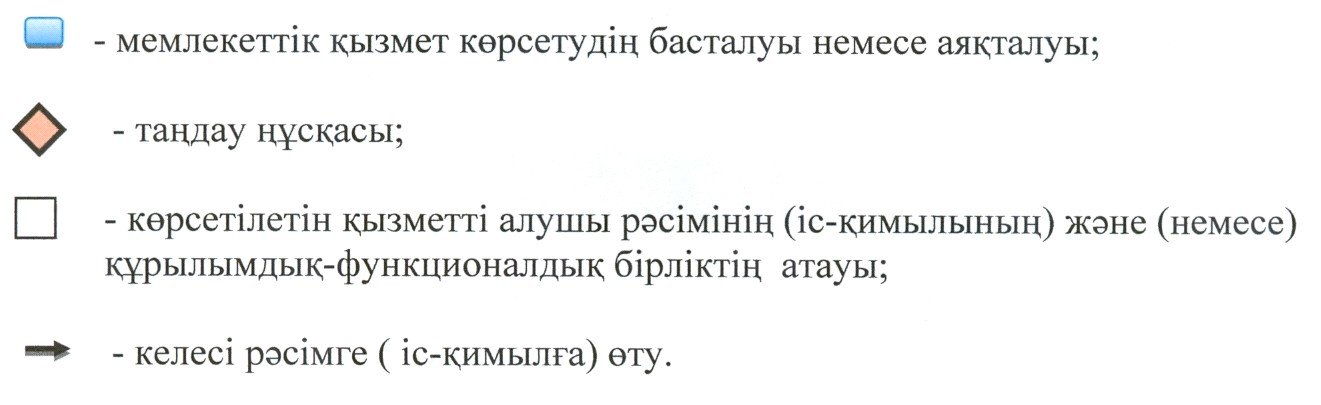 - мемлекеттік қызмет көрсетудің басталуы немесе аяқталуы;
- таңдау нұсқасы;
- көрсетілетін қызметті алушы рәсімінің (іс-қимылының) және (немесе)
құрылымдық-функционалдық бірліктің атауы;
- келесі рәсімге ( іс-қимылға) өту.